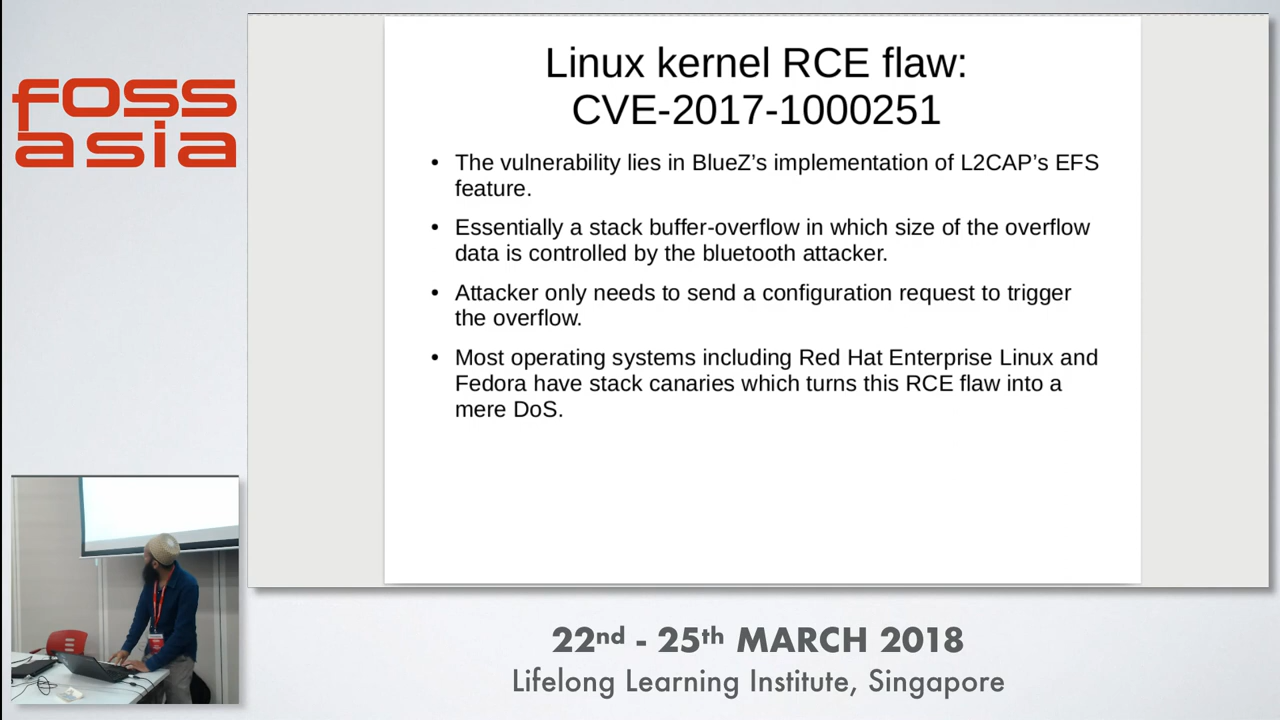 foss
asia
Linux kernel RCE flaw:
CVE-2017-1000251
• The vulnerability lies in BlueZ’s implementation of L2CAP’s EFS
feature.
• Essentially a stack buffer-overflow in which size of the overflow
data is controlled by the bluetooth attacker.
• Attacker only needs to send a configuration request to trigger
the overflow.
• Most operating systems including Red Hat Enterprise Linux and
Fedora have stack canaries which turns this RCE flaw into a
mere DoS.
22nd - 25th MARCH 2018
Lifelong Learning Institute, Singapore